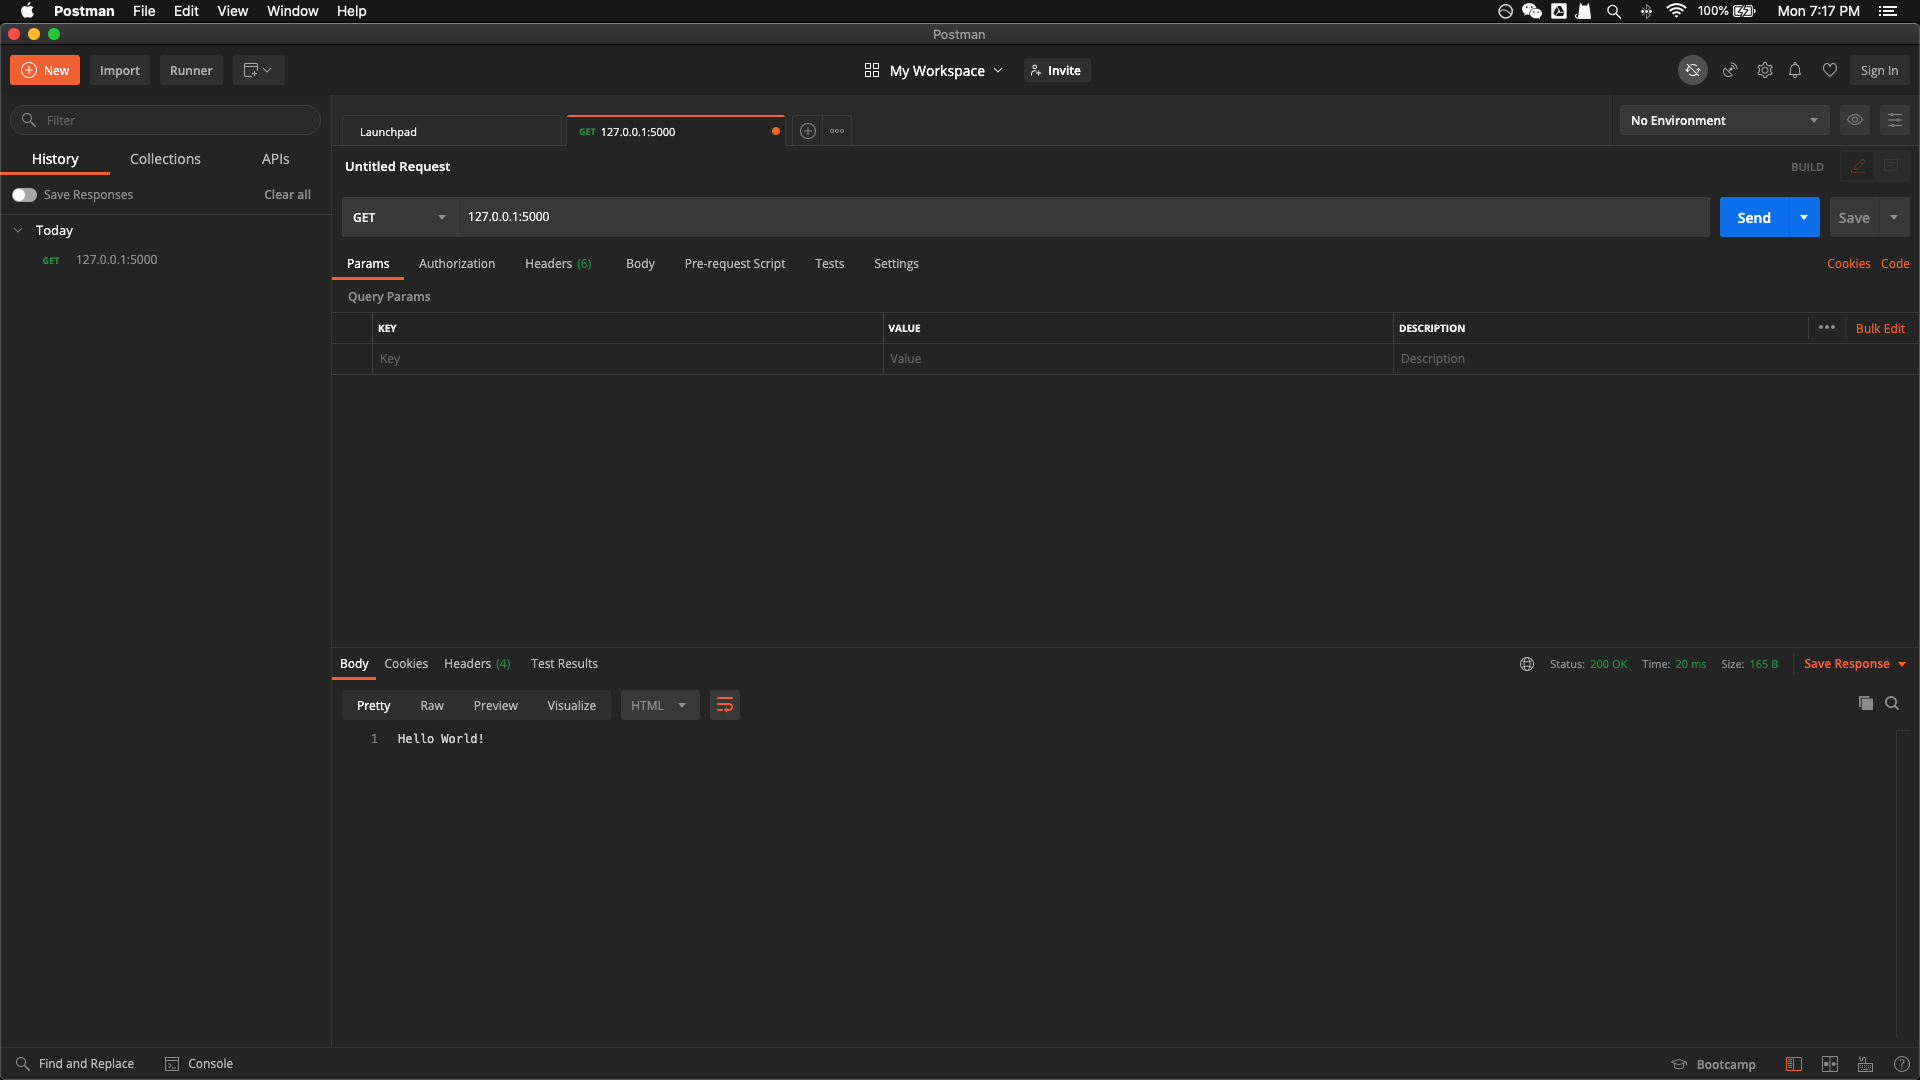 Postman File Edit View Window Help 100% Mon 7:17 PM
Postman
New Import Runner My Workspace Invite Sign In
Filter
Launchpad GET 127.0.0.1:5000 No Environment
History Collections APIs
Untitled Request BUILD
Save Responses Clear all
GET 127.0.0.1:5000 Send Save
Today
GET 127.0.0.1:5000
Params Authorization Headers (6) Body Pre-request Script Tests Settings Cookies Code
Query Params
KEY VALUE DESCRIPTION Bulk Edit
Key Value Description
Body Cookies Headers (4) Test Results Status: 200 OK Time: 20 ms Size: 165 B Save Response
Pretty Raw Preview Visualize HTML
1 Hello World!
Find and Replace Console Bootcamp